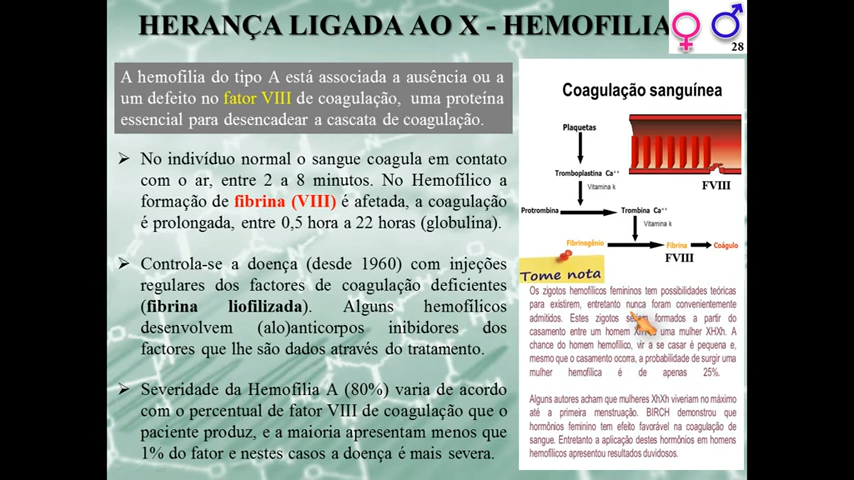 HERANÇA LIGADA AO X - HEMOFILIA
28
A hemofilia do tipo A está associada a ausência ou a
um defeito no fator VIII de coagulação, uma proteína
essencial para desencadear a cascata de coagulação.
➢ No indivíduo normal o sangue coagula em contato
com o ar, entre 2 a 8 minutos. No Hemofílico a
formação de fibrina (VIII) é afetada, a coagulação
é prolongada, entre 0,5 hora a 22 horas (globulina).
➢ Controla-se a doença (desde 1960) com injeções
regulares dos factores de coagulação deficientes
(fibrina liofilizada). Alguns hemofílicos
desenvolvem (alo)anticorpos inibidores dos
factores que lhe são dados através do tratamento.
➢ Severidade da Hemofilia A (80%) varia de acordo
com o percentual de fator VIII de coagulação que o
paciente produz, e a maioria apresentam menos que
1% do fator e nestes casos a doença é mais severa.
Coagulação sanguínea
Plaquetas
Tromboplastina Ca⁺⁺
Vitamina k
FVIII
Protrombina
Trombina Ca⁺⁺
Vitamina k
Fibrinogênio
Fibrina
Coágulo
FVIII
Tome nota
Os zigotos hemofílicos femininos tem possibilidades teóricas
para existirem, entretanto nunca foram convenientemente
admitidos. Estes zigotos formados a partir do
casamento entre um homem uma mulher XHXh. A
chance do homem hemofílico, vir a se casar é pequena e,
mesmo que o casamento ocorra, a probabilidade de surgir uma
mulher hemofílica é de apenas 25%.
Alguns autores acham que mulheres XhXh viveriam no máximo
até a primeira menstruação. BIRCH demonstrou que
hormônios feminino tem efeito favorável na coagulação de
sangue. Entretanto a aplicação destes hormônios em homens
hemofílicos apresentou resultados duvidosos.